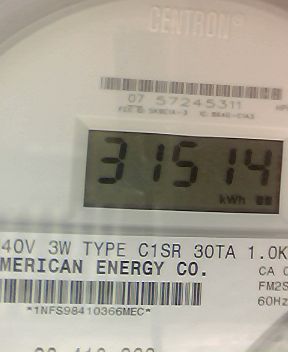 CENTRON®
07 57245311
31514
kWh
40V 3W TYPE C1SR 30TA 1.0K
MERICAN ENERGY CO.
CA 0
FM2S
60Hz
*1NFS98410366MEC*